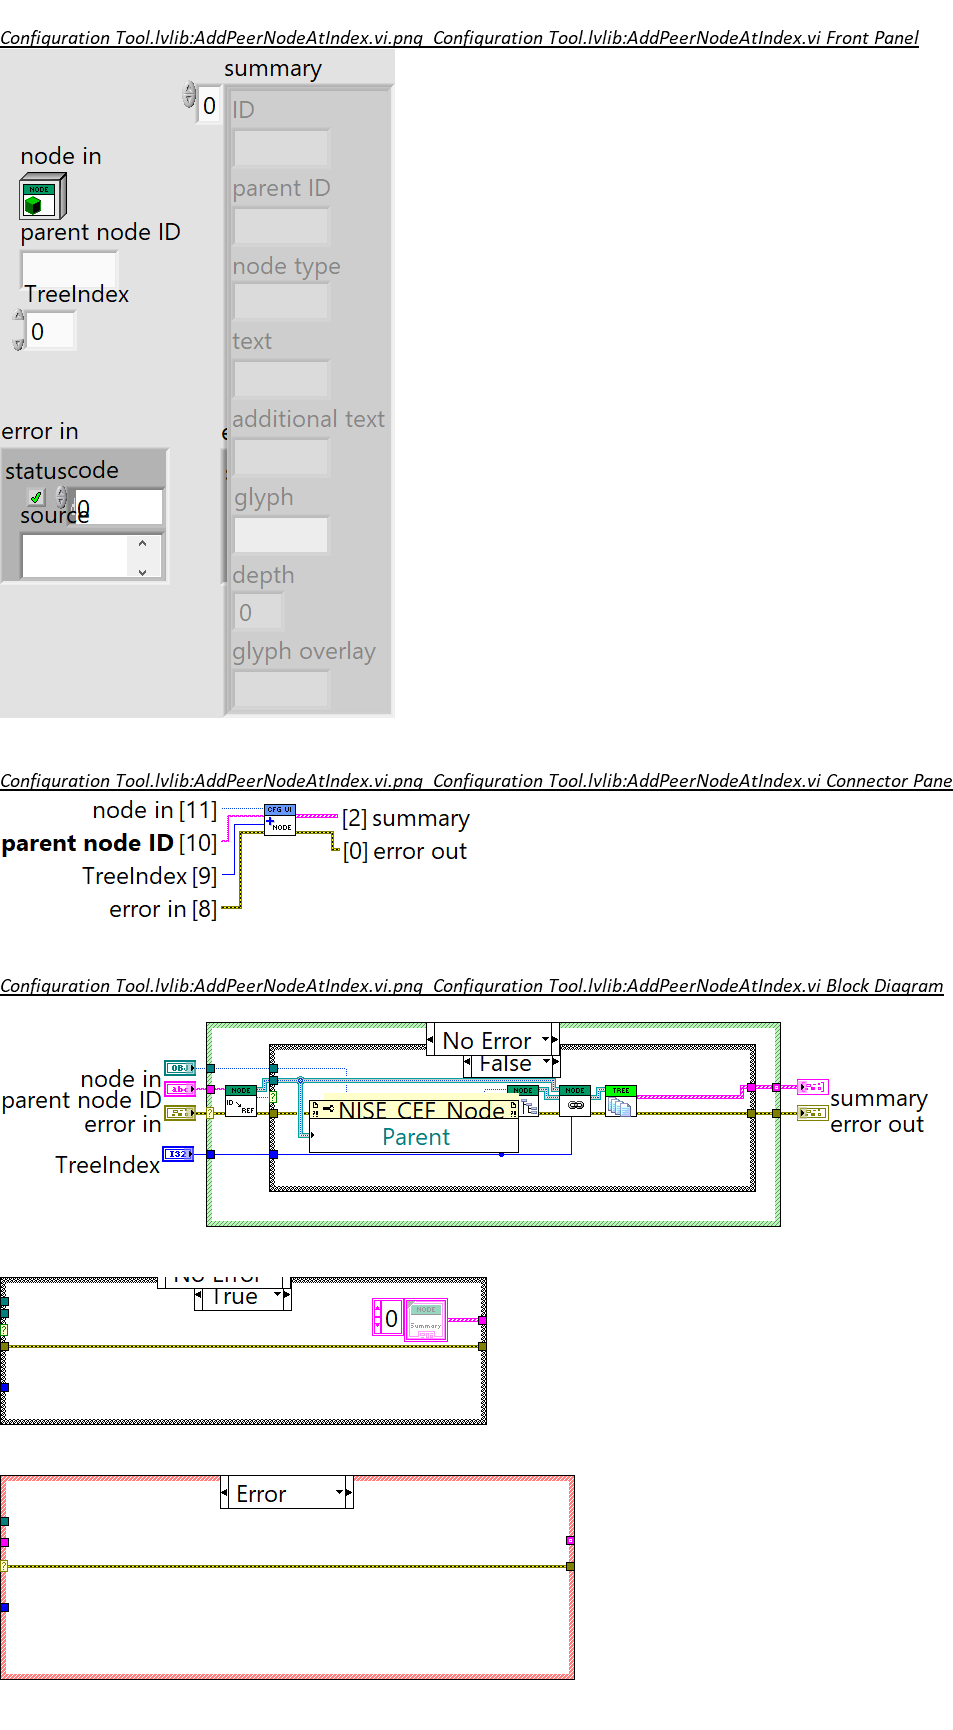 Configuration Tool.lvlib:AddPeerNodeAtIndex.vi.png  Configuration Tool.lvlib:AddPeerNodeAtIndex.vi Front Panel
summary
0
ID
node in
NODE
parent ID
parent node ID
node type
TreeIndex
0
text
additional text
error in
status
code
0
source
glyph
depth
0
glyph overlay
Configuration Tool.lvlib:AddPeerNodeAtIndex.vi.png  Configuration Tool.lvlib:AddPeerNodeAtIndex.vi Connector Pane
node in [11]
CFG UI
NODE
[2] summary
parent node ID [10]
[0] error out
TreeIndex [9]
error in [8]
Configuration Tool.lvlib:AddPeerNodeAtIndex.vi.png  Configuration Tool.lvlib:AddPeerNodeAtIndex.vi Block Diagram
No Error
False
OBJ
node in
abc
NODE
NODE
NODE
TREE
parent node ID
ID
REF
NISE_CEF_Node
summary
error in
Parent
error out
TreeIndex
I32
No Error
True
0
NODE
Summary
Error